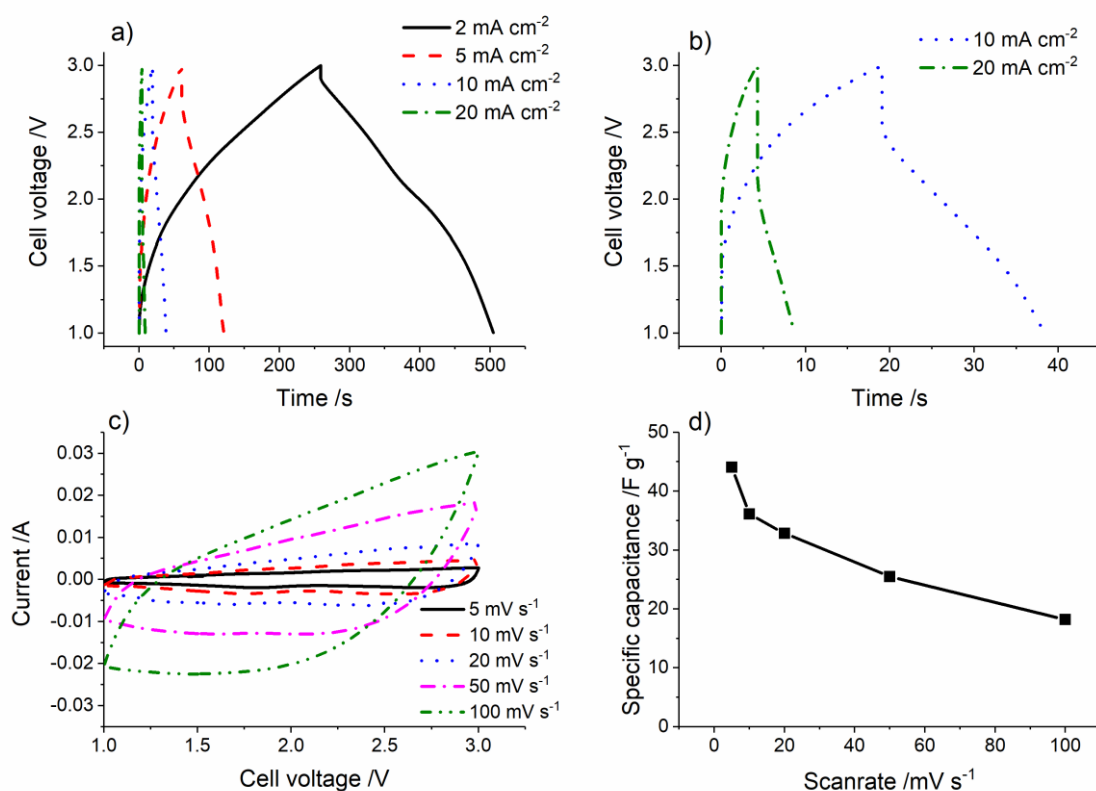 a)
2 mA cm⁻²
5 mA cm⁻²
10 mA cm⁻²
20 mA cm⁻²
3.0
2.5
2.0
1.5
1.0
Cell voltage /V
0 100 200 300 400 500
Time /s
b)
10 mA cm⁻²
20 mA cm⁻²
3.0
2.5
2.0
1.5
1.0
Cell voltage /V
0 10 20 30 40
Time /s
c)
0.03
0.02
0.01
0.00
-0.01
-0.02
-0.03
Current /A
5 mV s⁻¹
10 mV s⁻¹
20 mV s⁻¹
50 mV s⁻¹
100 mV s⁻¹
1.0 1.5 2.0 2.5 3.0
Cell voltage /V
d)
50
40
30
20
10
0
Specific capacitance /F g⁻¹
0 20 40 60 80 100
Scanrate /mV s⁻¹